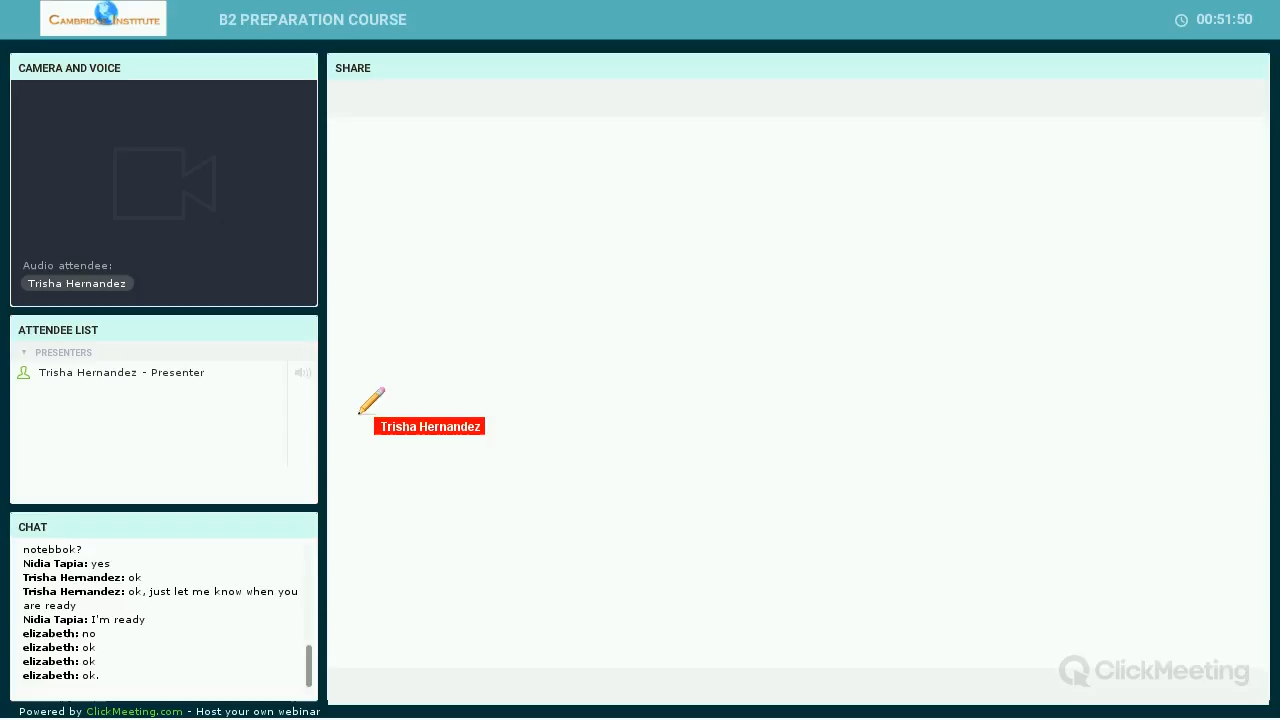 CAMBRIDGE INSTITUTE
B2 PREPARATION COURSE
00:51:50
CAMERA AND VOICE
Audio attendee:
Trisha Hernandez
ATTENDEE LIST
PRESENTERS
Trisha Hernandez - Presenter
CHAT
notebbok?
Nidia Tapia: yes
Trisha Hernandez: ok
Trisha Hernandez: ok, just let me know when you
are ready
Nidia Tapia: I'm ready
elizabeth: no
elizabeth: ok
elizabeth: ok
elizabeth: ok.
Powered by ClickMeeting.com - Host your own webinar
SHARE
Trisha Hernandez
ClickMeeting